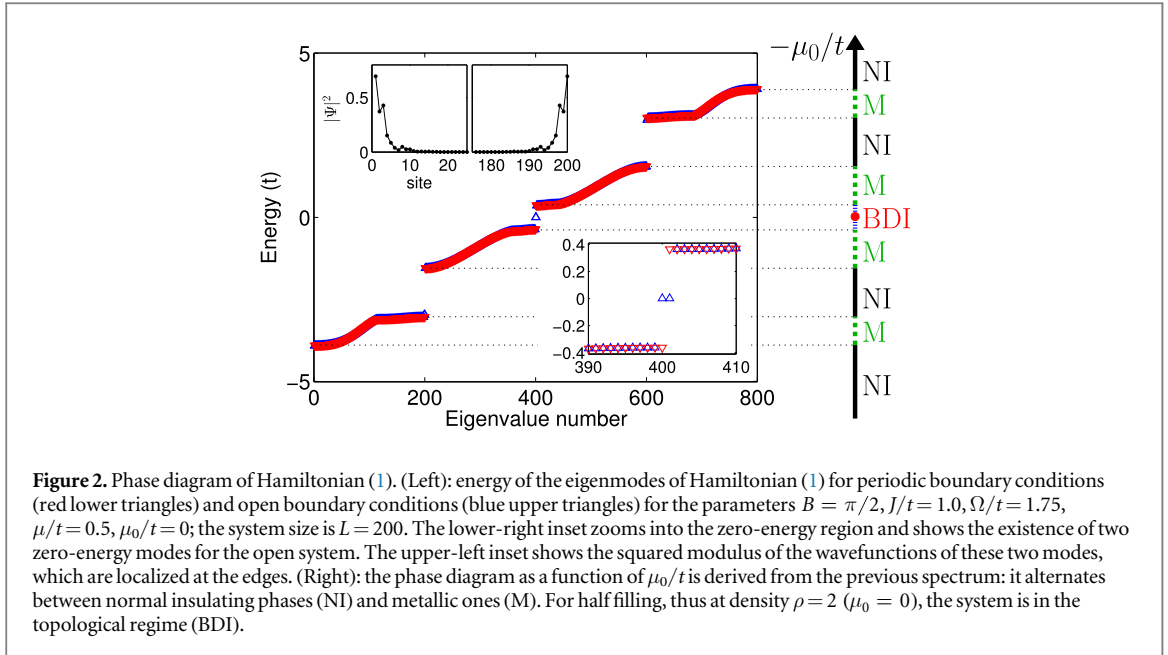 −μ₀/t
5
0
−5
Energy (t)
0
200
400
600
800
Eigenvalue number
|Ψ|²
0.5
0
0
10
20
180
190
200
site
0.4
0.2
0
−0.2
−0.4
390
400
410
NI
M
NI
M
BDI
M
NI
M
NI
Figure 2. Phase diagram of Hamiltonian (1). (Left): energy of the eigenmodes of Hamiltonian (1) for periodic boundary conditions
(red lower triangles) and open boundary conditions (blue upper triangles) for the parameters B = π/2, J/t = 1.0, Ω/t = 1.75,
μ/t = 0.5, μ₀/t = 0; the system size is L = 200. The lower-right inset zooms into the zero-energy region and shows the existence of two
zero-energy modes for the open system. The upper-left inset shows the squared modulus of the wavefunctions of these two modes,
which are localized at the edges. (Right): the phase diagram as a function of μ₀/t is derived from the previous spectrum: it alternates
between normal insulating phases (NI) and metallic ones (M). For half filling, thus at density ρ = 2 (μ₀ = 0), the system is in the
topological regime (BDI).